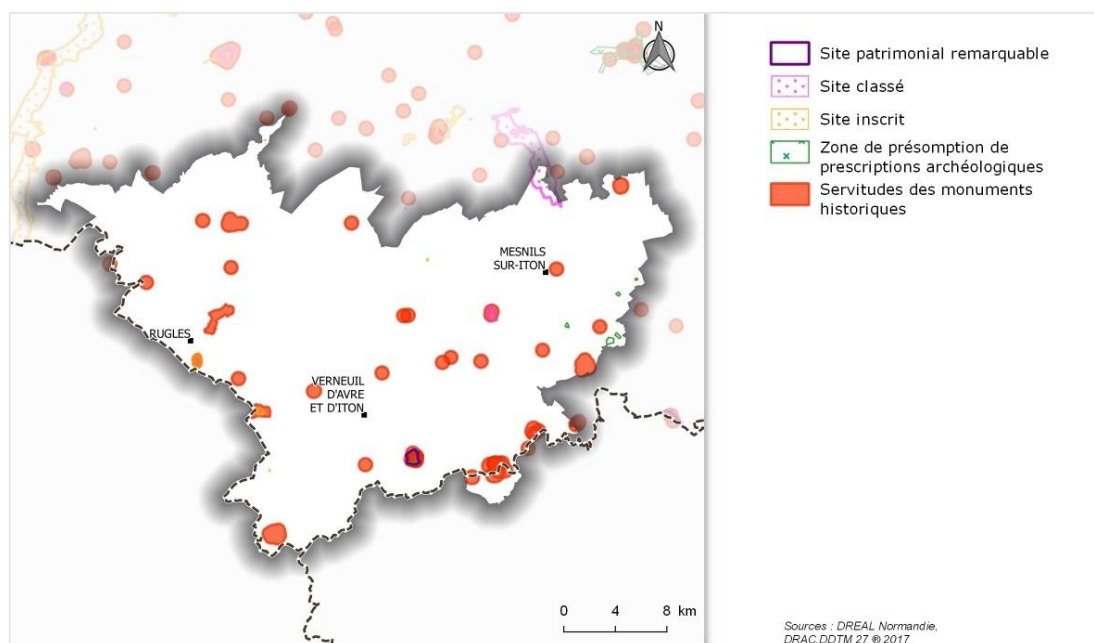 N
MESNILS
SUR-ITON
RUGLES
VERNEUIL
D'AVRE
ET D'ITON
0 4 8 km
Site patrimonial remarquable
Site classé
Site inscrit
Zone de présomption de
prescriptions archéologiques
Servitudes des monuments
historiques
Sources : DREAL Normandie,
DRAC,DDTM 27 ® 2017